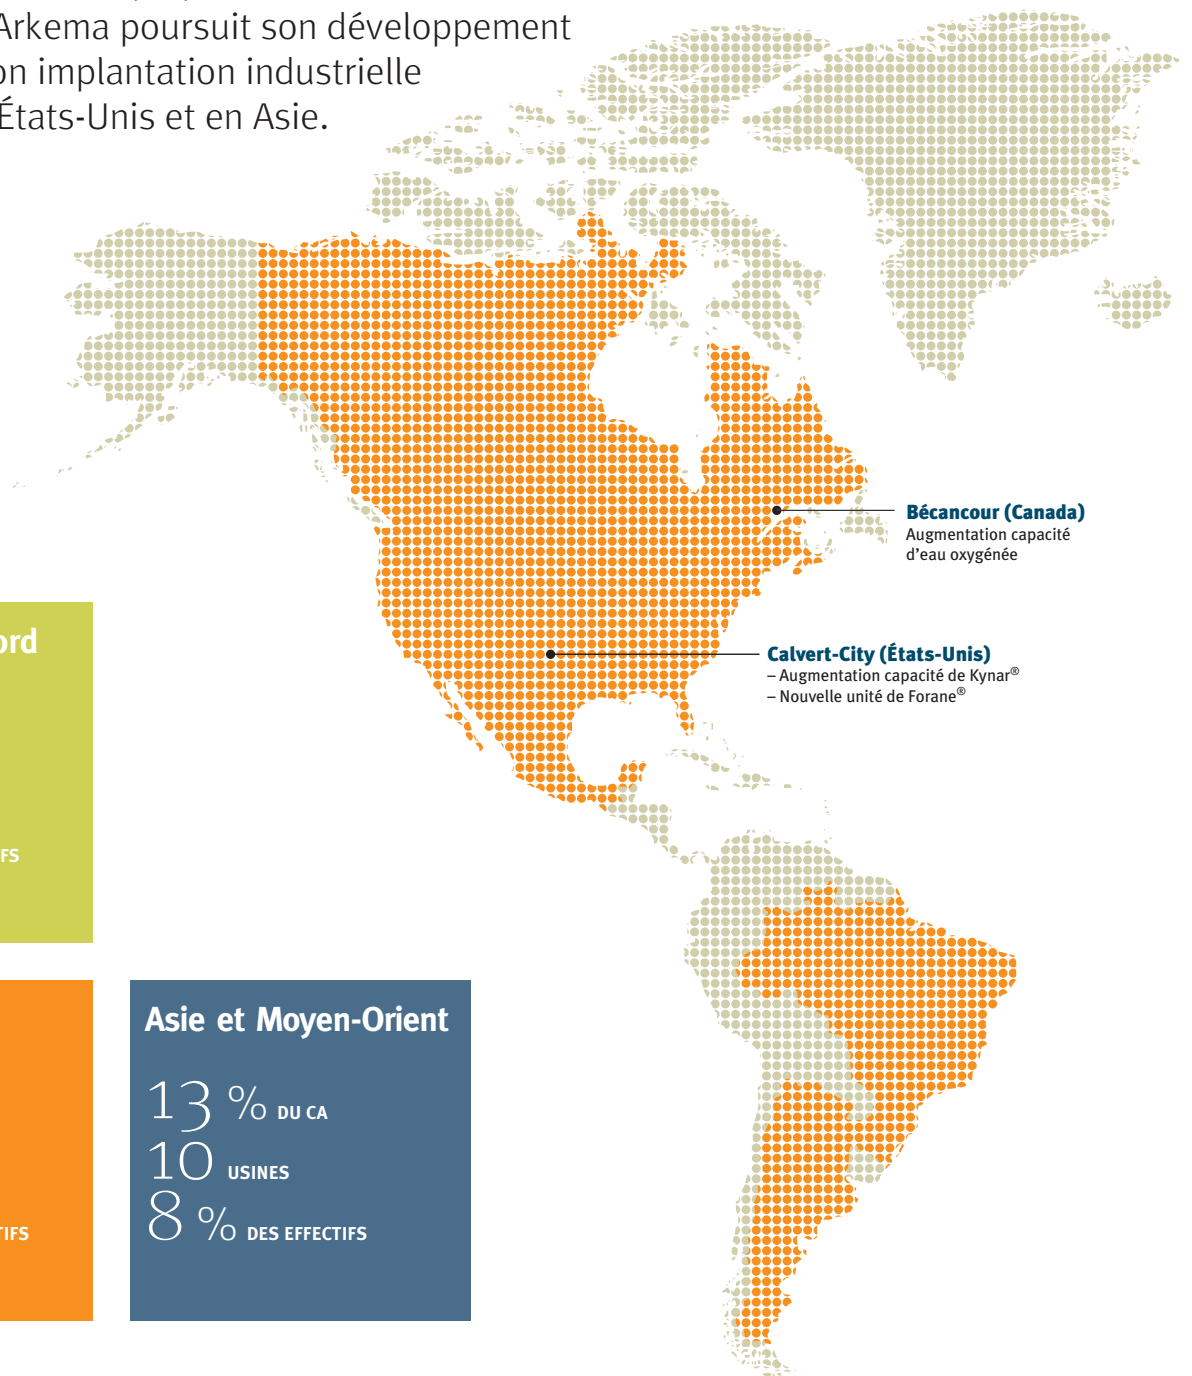 Arkema poursuit son développement
on implantation industrielle
États-Unis et en Asie.
Bécancour (Canada)
Augmentation capacité
d'eau oxygénée
Calvert-City (États-Unis)
– Augmentation capacité de Kynar®
– Nouvelle unité de Forane®
ord
FS
TIFS
Asie et Moyen-Orient
13 % DU CA
10 USINES
8 % DES EFFECTIFS